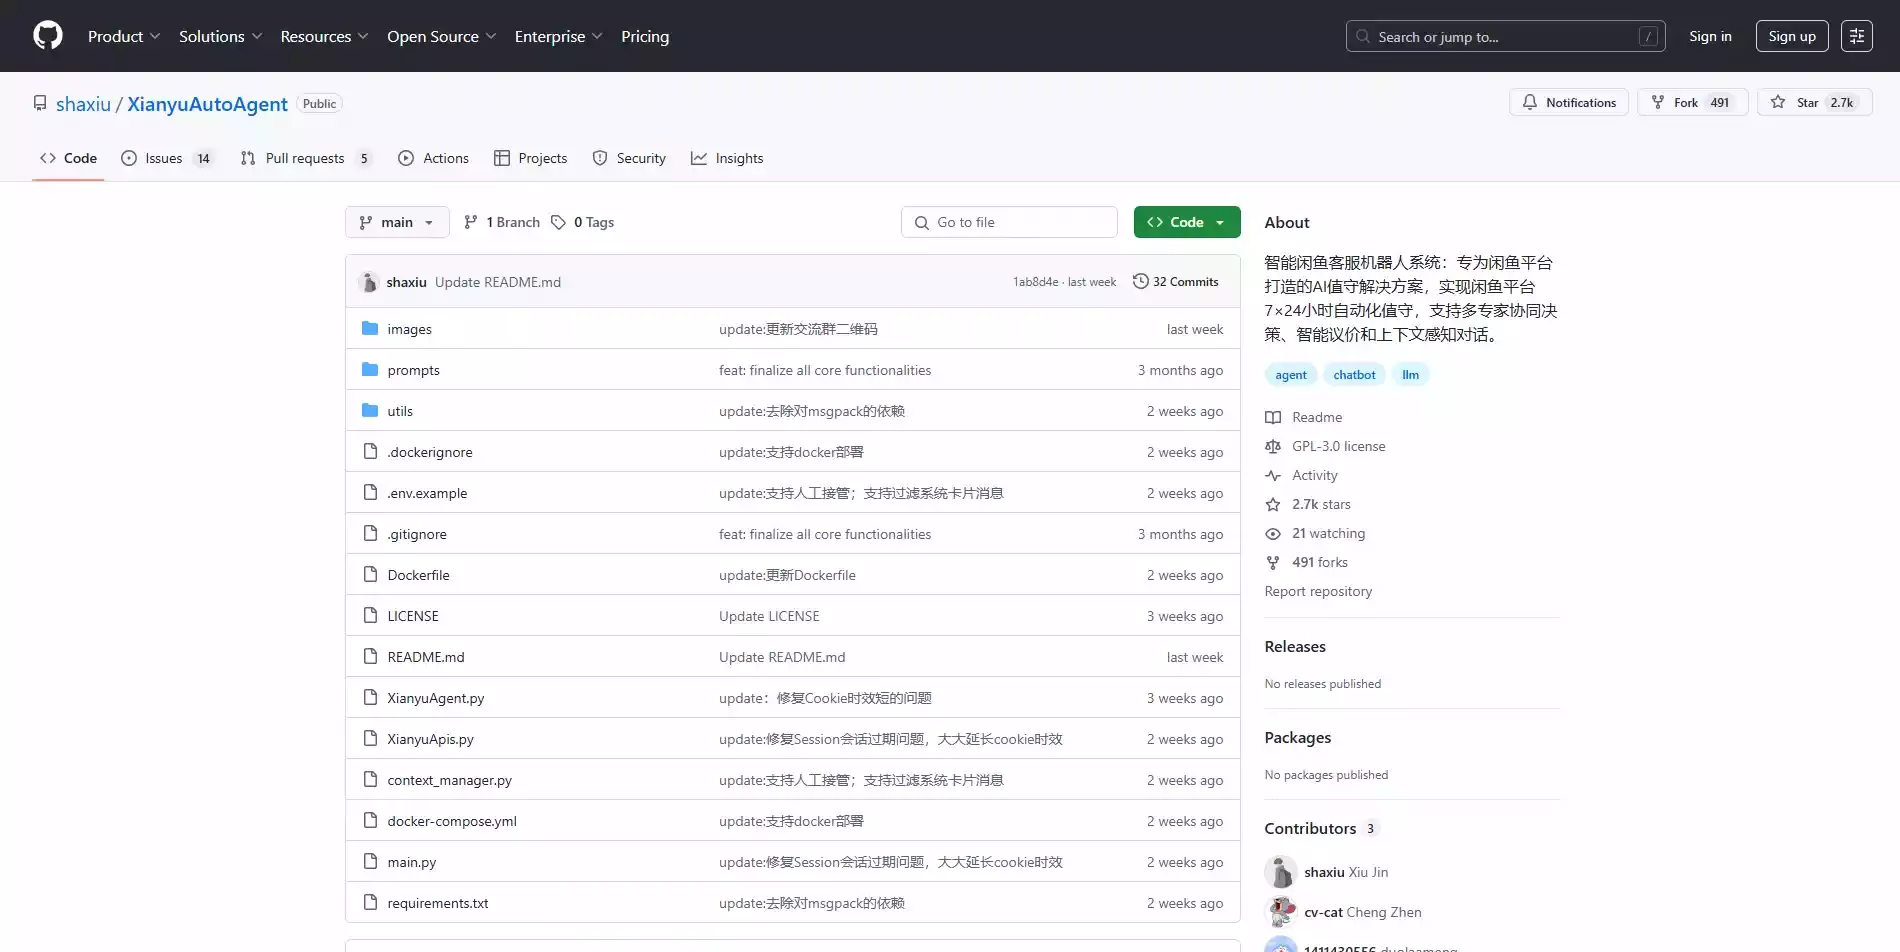 Product Solutions Resources Open Source Enterprise Pricing Search or jump to... / Sign in Sign up
shaxiu / XianyuAutoAgent Public Notifications Fork 491 Star 2.7k
Code Issues 14 Pull requests 5 Actions Projects Security Insights
main 1 Branch 0 Tags Go to file Code
shaxiu Update README.md 1ab8d4e · last week 32 Commits
images update:更新交流群二维码 last week
prompts feat: finalize all core functionalities 3 months ago
utils update:去除对msgpack的依赖 2 weeks ago
.dockerignore update:支持docker部署 2 weeks ago
.env.example update:支持人工接管；支持过滤系统卡片消息 2 weeks ago
.gitignore feat: finalize all core functionalities 3 months ago
Dockerfile update:更新Dockerfile 2 weeks ago
LICENSE Update LICENSE 3 weeks ago
README.md Update README.md last week
XianyuAgent.py update：修复Cookie时效短的问题 3 weeks ago
XianyuApis.py update:修复Session会话过期问题，大大延长cookie时效 2 weeks ago
context_manager.py update:支持人工接管；支持过滤系统卡片消息 2 weeks ago
docker-compose.yml update:支持docker部署 2 weeks ago
main.py update:修复Session会话过期问题，大大延长cookie时效 2 weeks ago
requirements.txt update:去除对msgpack的依赖 2 weeks ago
About
智能闲鱼客服机器人系统：专为闲鱼平台
打造的AI值守解决方案，实现闲鱼平台
7×24小时自动化值守，支持多专家协同决
策、智能议价和上下文感知对话。
agent chatbot llm
Readme
GPL-3.0 license
Activity
2.7k stars
21 watching
491 forks
Report repository
Releases
No releases published
Packages
No packages published
Contributors 3
shaxiu Xiu Jin
cv-cat Cheng Zhen